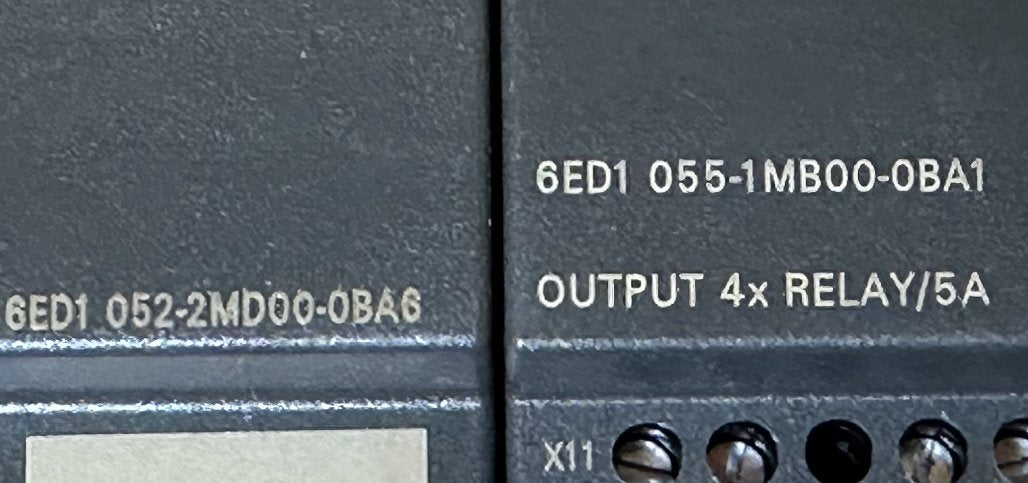 6ED1 052-2MD00-0BA6
6ED1 055-1MB00-0BA1
OUTPUT 4x RELAY/5A
X11